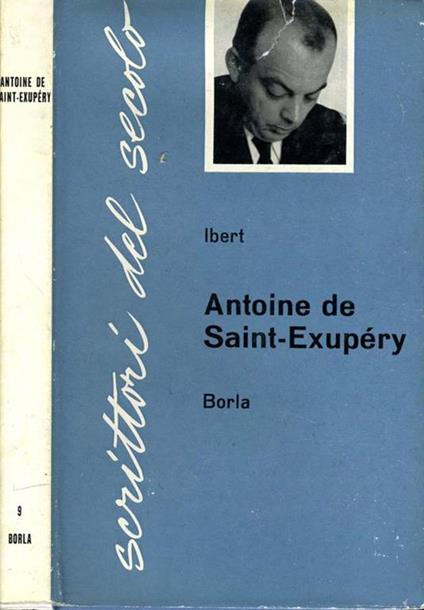 ANTOINE DE
SAINT-EXUPÉRY
9
BORLA
scrittori del secolo
Ibert
Antoine de
Saint-Exupéry
Borla